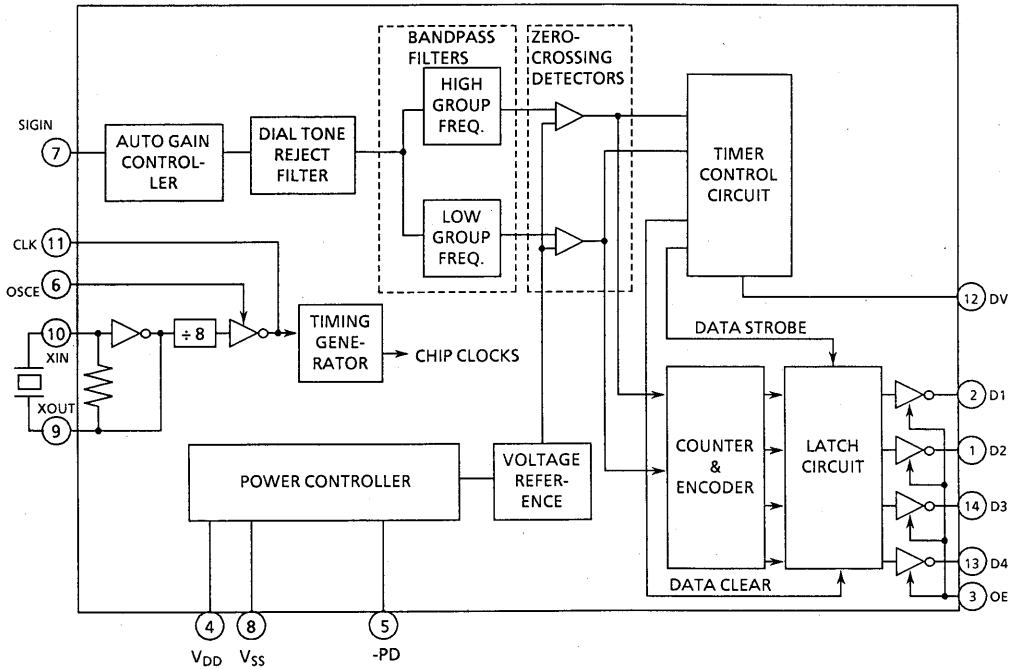 BANDPASS
FILTERS
ZERO-
CROSSING
DETECTORS
HIGH
GROUP
FREQ.
SIGIN
7
AUTO GAIN
CONTROL-
LER
DIAL TONE
REJECT
FILTER
TIMER
CONTROL
CIRCUIT
LOW
GROUP
FREQ.
CLK 11
6
OSCE
12 DV
10
XIN
÷ 8
TIMING
GENE-
RATOR
CHIP CLOCKS
DATA STROBE
XOUT
9
2 D1
COUNTER
&
ENCODER
LATCH
CIRCUIT
1 D2
POWER CONTROLLER
VOLTAGE
REFER-
ENCE
14 D3
13 D4
DATA CLEAR
3 OE
4
8
5
VDD
VSS
-PD